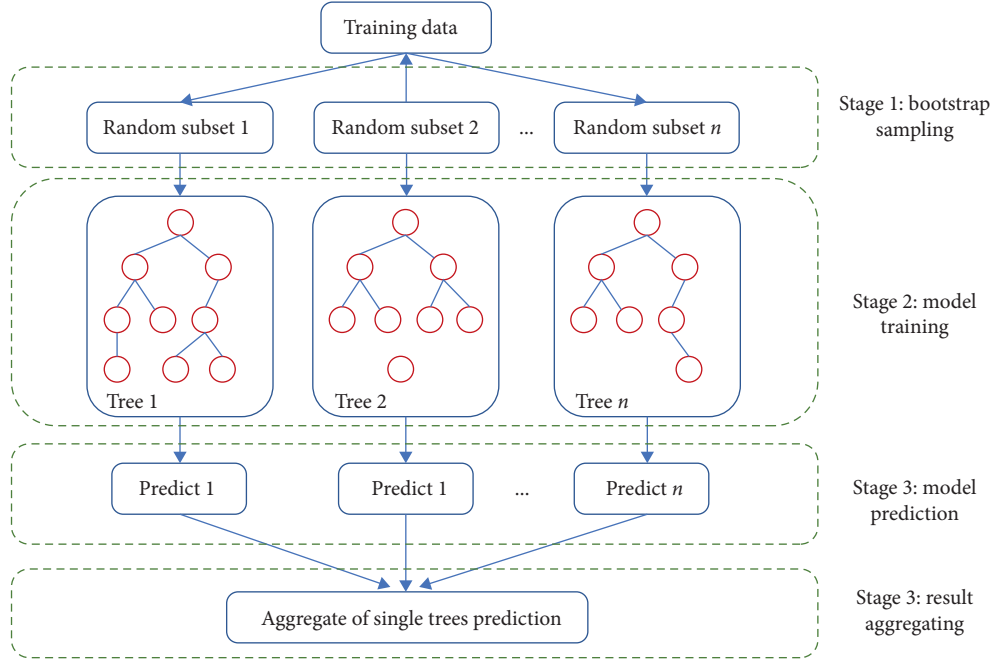 Training data
Random subset 1
Random subset 2
...
Random subset n
Stage 1: bootstrap
sampling
Tree 1
Tree 2
Tree n
Stage 2: model
training
Predict 1
Predict 1
...
Predict n
Stage 3: model
prediction
Aggregate of single trees prediction
Stage 3: result
aggregating